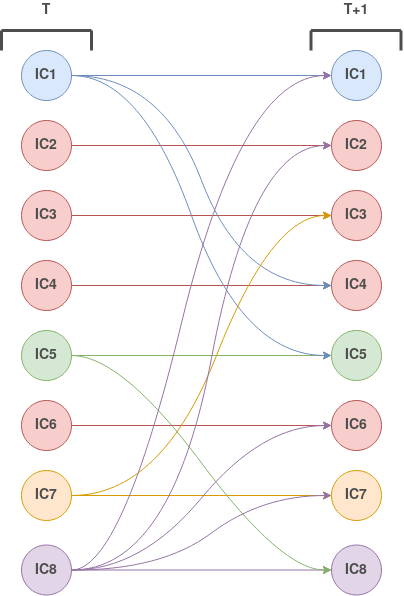 T T+1
IC1 IC1
IC2 IC2
IC3 IC3
IC4 IC4
IC5 IC5
IC6 IC6
IC7 IC7
IC8 IC8